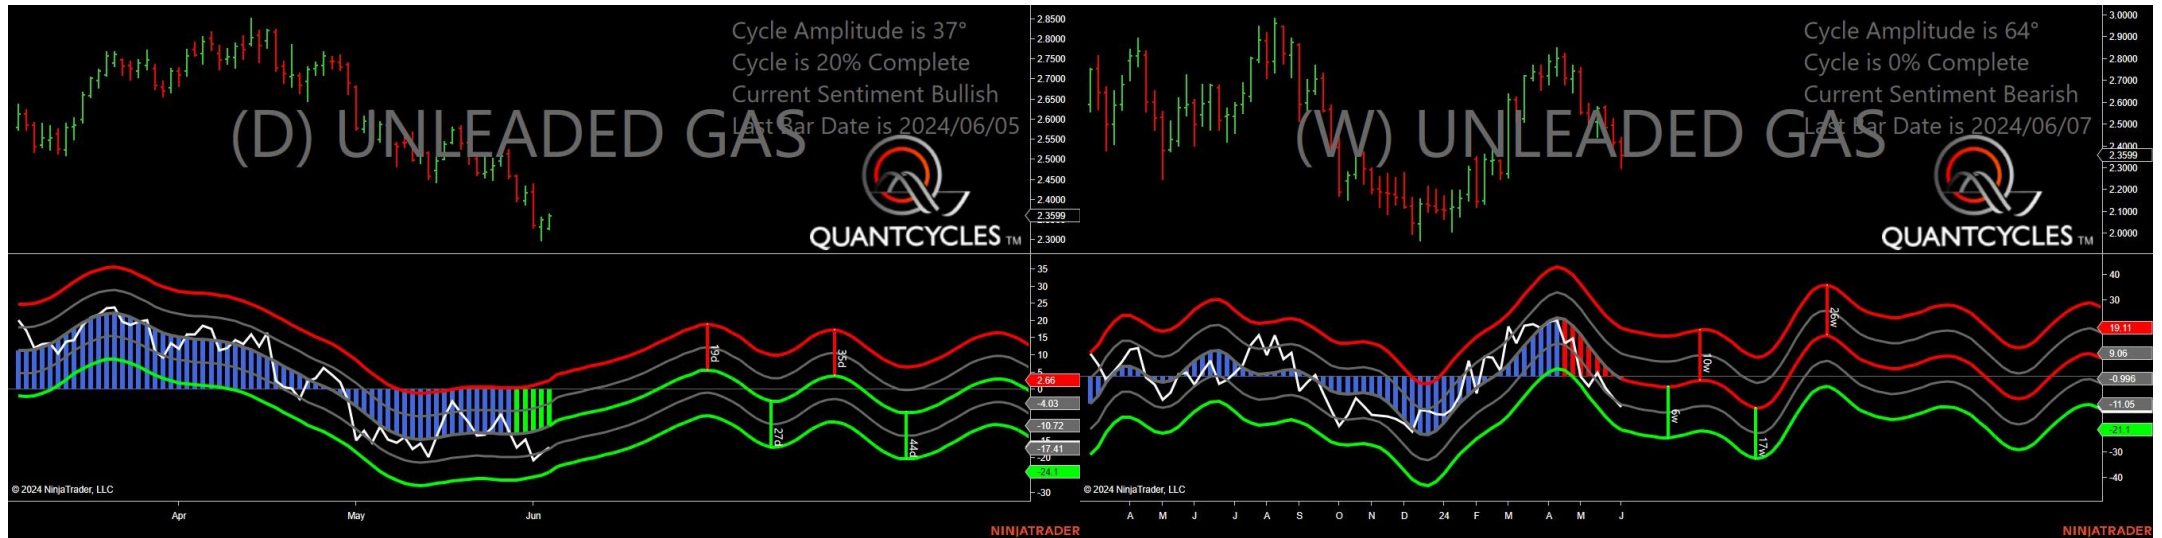 Cycle Amplitude is 37°
Cycle is 20% Complete
Current Sentiment Bullish
Last Bar Date is 2024/06/05
(D) UNLEADED GAS
QUANTCYCLES TM
2.8500
2.8000
2.7500
2.7000
2.6500
2.6000
2.5500
2.5000
2.4500
2.4000
2.3599
2.3000
19d
35d
27d
44d
35
30
25
20
15
10
5
2.66
0
-4.03
-10.72
-15
-17.41
-20
-24.1
-30
© 2024 NinjaTrader, LLC
Apr May Jun
NINJATRADER
Cycle Amplitude is 64°
Cycle is 0% Complete
Current Sentiment Bearish
Last Bar Date is 2024/06/07
(W) UNLEADED GAS
QUANTCYCLES TM
3.0000
2.9000
2.8000
2.7000
2.6000
2.5000
2.4000
2.3599
2.3000
2.2000
2.1000
2.0000
10w
26w
6w
17w
40
30
19.11
9.06
-0.996
-11.05
-21.1
-30
-40
© 2024 NinjaTrader, LLC
A M J J A S O N D 24 F M A M J
NINJATRADER